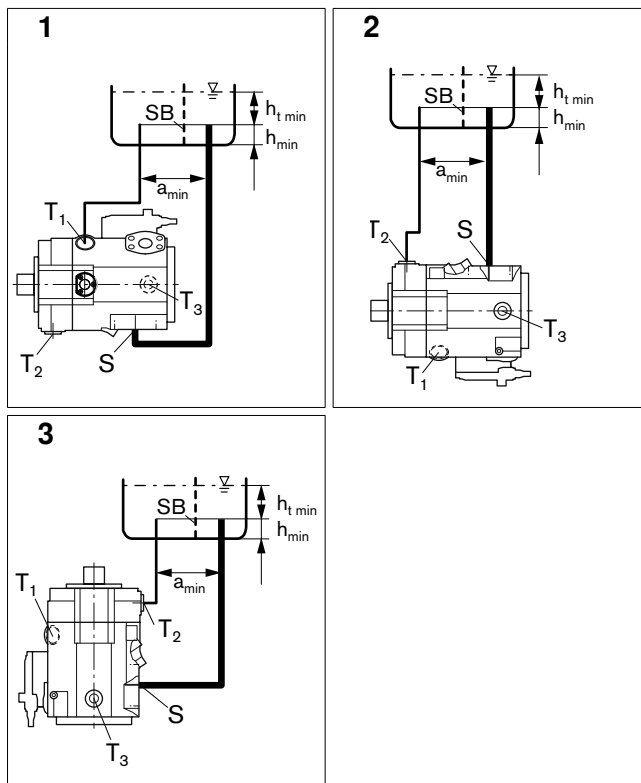 1
SB
h_t min
h_min
a_min
T_1
T_3
T_2
S
2
SB
h_t min
h_min
a_min
T_2
S
T_3
T_1
3
SB
h_t min
h_min
a_min
T_1
T_2
S
T_3